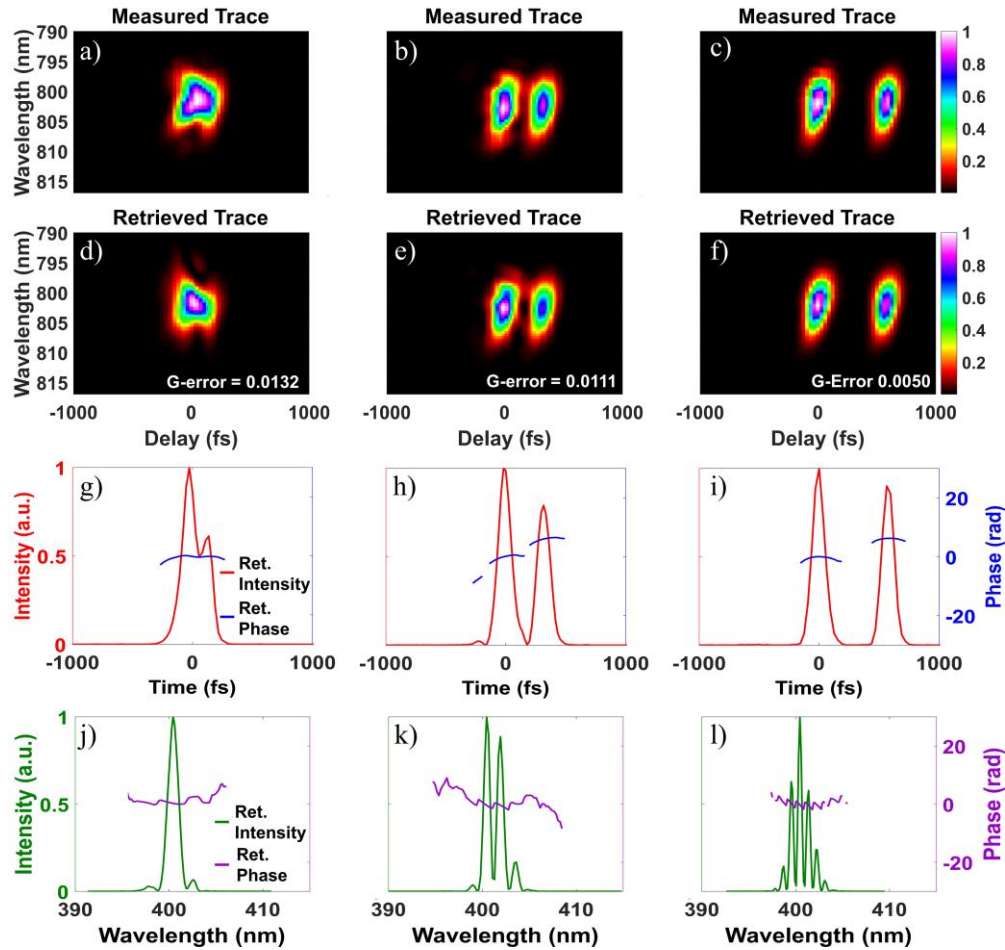 Measured Trace
Measured Trace
Measured Trace
Wavelength (nm)
790
795
800
805
810
815
a)
b)
c)
1
0.8
0.6
0.4
0.2
Retrieved Trace
Retrieved Trace
Retrieved Trace
Wavelength (nm)
790
795
800
805
810
815
d)
e)
f)
G-error = 0.0132
G-error = 0.0111
G-Error 0.0050
1
0.8
0.6
0.4
0.2
-1000 0 1000
0 1000
0 1000
Delay (fs)
Delay (fs)
Delay (fs)
Intensity (a.u.)
1
0.5
0
g)
h)
i)
Ret.
Intensity
Ret.
Phase
20
0
-20
Phase (rad)
-1000 0 1000
0 1000
0 1000
Time (fs)
Time (fs)
Time (fs)
Intensity (a.u.)
1
0.5
0
j)
k)
l)
Ret.
Intensity
Ret.
Phase
20
0
-20
Phase (rad)
390 400 410
390 400 410
390 400 410
Wavelength (nm)
Wavelength (nm)
Wavelength (nm)